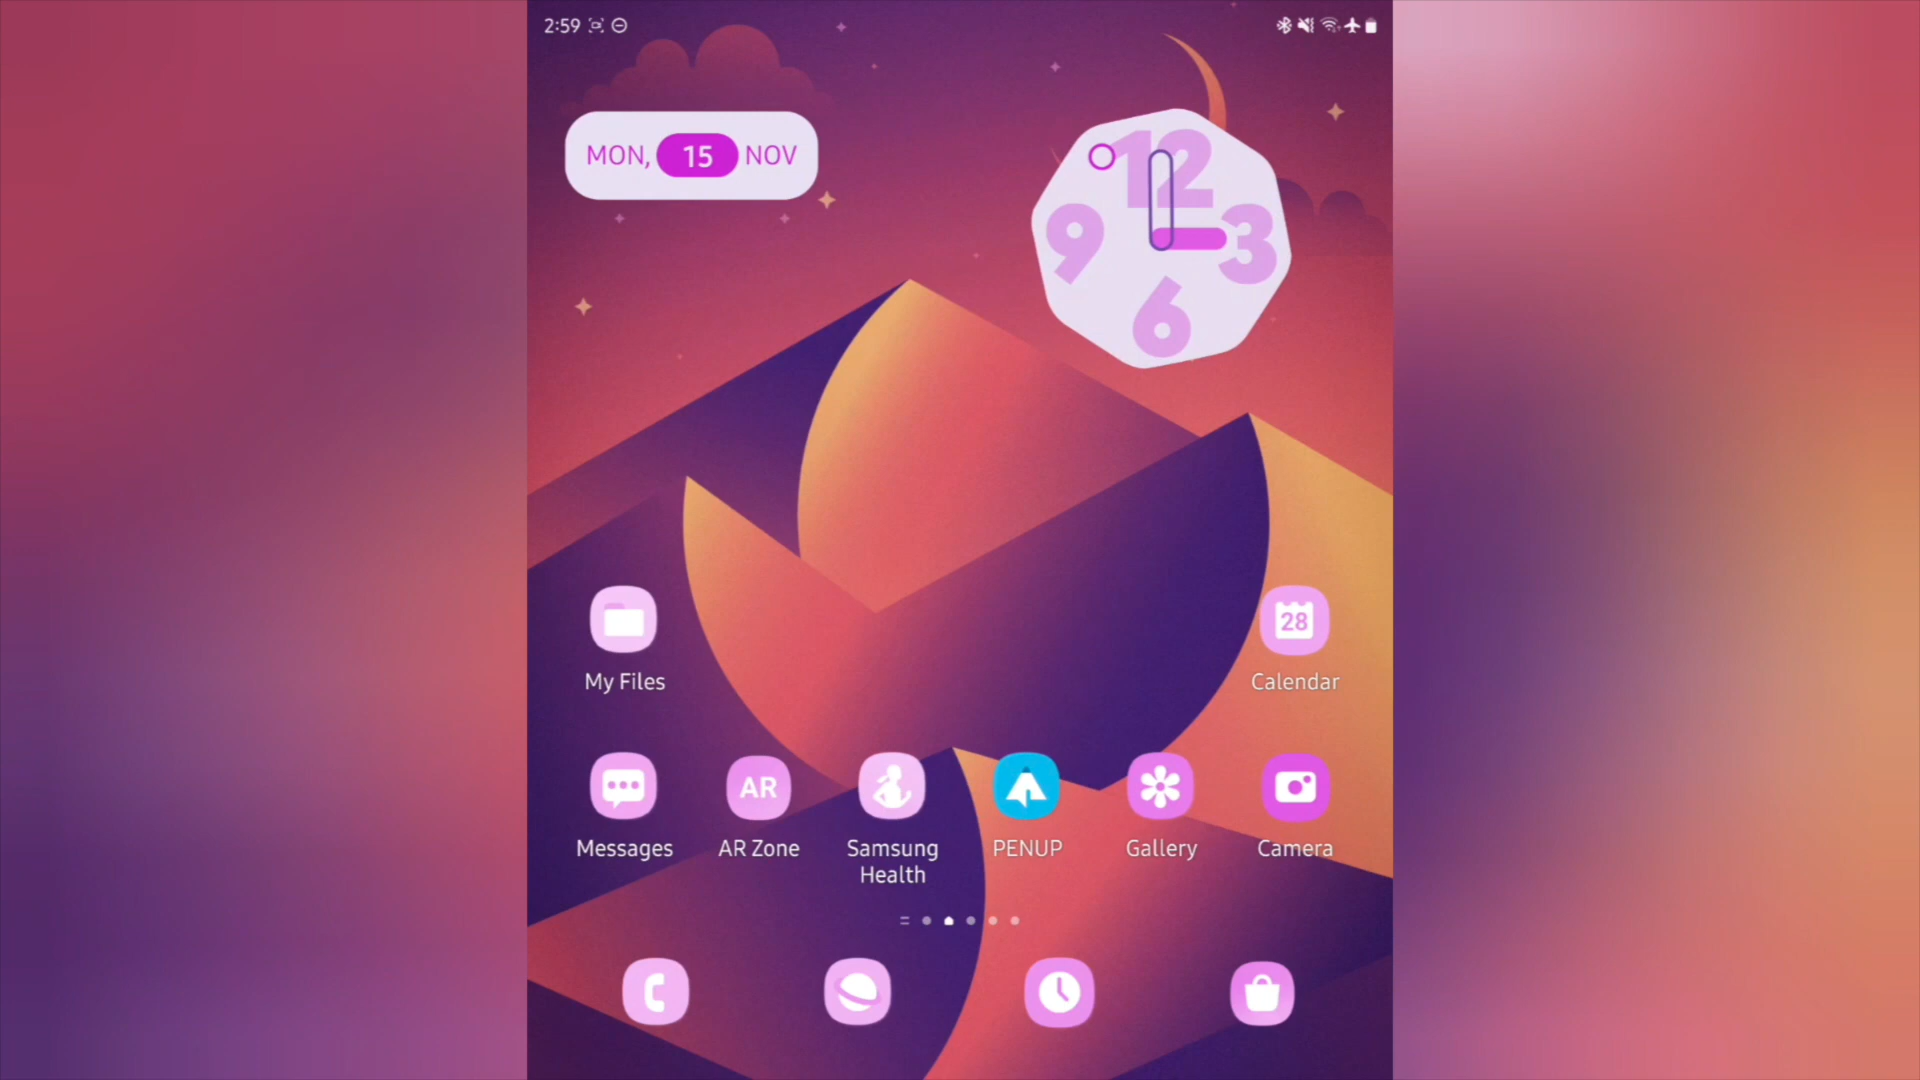 2:59
MON, 15 NOV
12
9
3
6
28
My Files
Calendar
AR
Messages
AR Zone
Samsung
Health
PENUP
Gallery
Camera